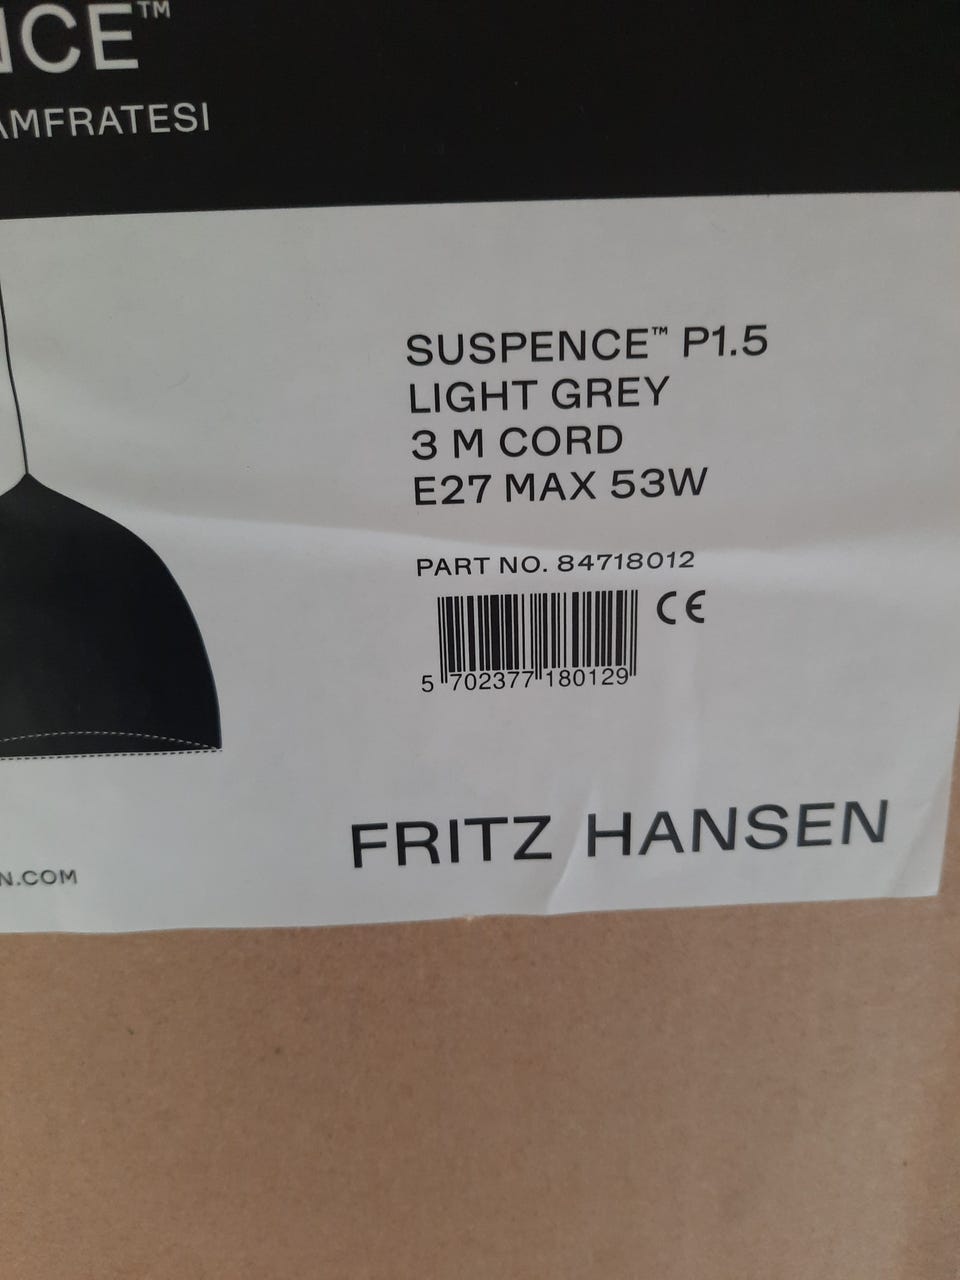 NCE™
AMFRATESI
SUSPENCE™ P1.5
LIGHT GREY
3 M CORD
E27 MAX 53W
PART NO. 84718012
CE
5 702377 180129
FRITZ HANSEN
N.COM